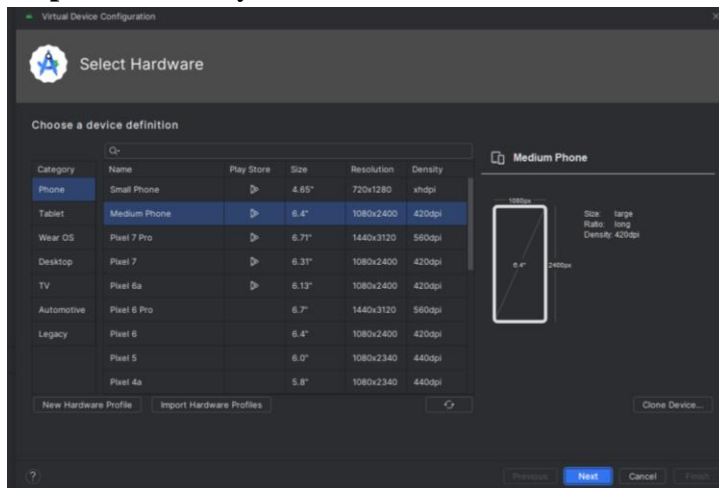 Virtual Device Configuration
Select Hardware
Choose a device definition
Category Name Play Store Size Resolution Density
Phone Small Phone 4.65" 720x1280 xhdpi
Tablet Medium Phone 6.4" 1080x2400 420dpi
Wear OS Pixel 7 Pro 6.71" 1440x3120 560dpi
Desktop Pixel 7 6.31" 1080x2400 420dpi
TV Pixel 6a 6.13" 1080x2400 420dpi
Automotive Pixel 6 Pro 6.7" 1440x3120 560dpi
Legacy Pixel 6 6.4" 1080x2400 420dpi
Pixel 5 6.0" 1080x2340 440dpi
Pixel 4a 5.8" 1080x2340 440dpi
New Hardware Profile Import Hardware Profiles
Medium Phone
1080px
6.4" 2400px
Size: large
Ratio: long
Density: 420dpi
Clone Device...
? Previous Next Cancel Finish